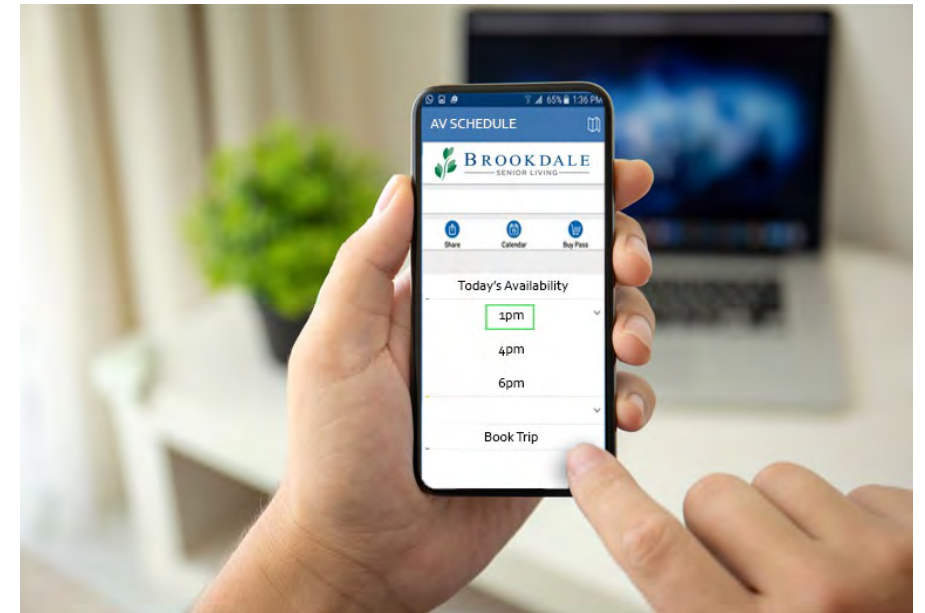 65% 1:36 PM
AV SCHEDULE
BROOKDALE
SENIOR LIVING
Share Calendar Buy Pass
Today's Availability
1pm
4pm
6pm
Book Trip